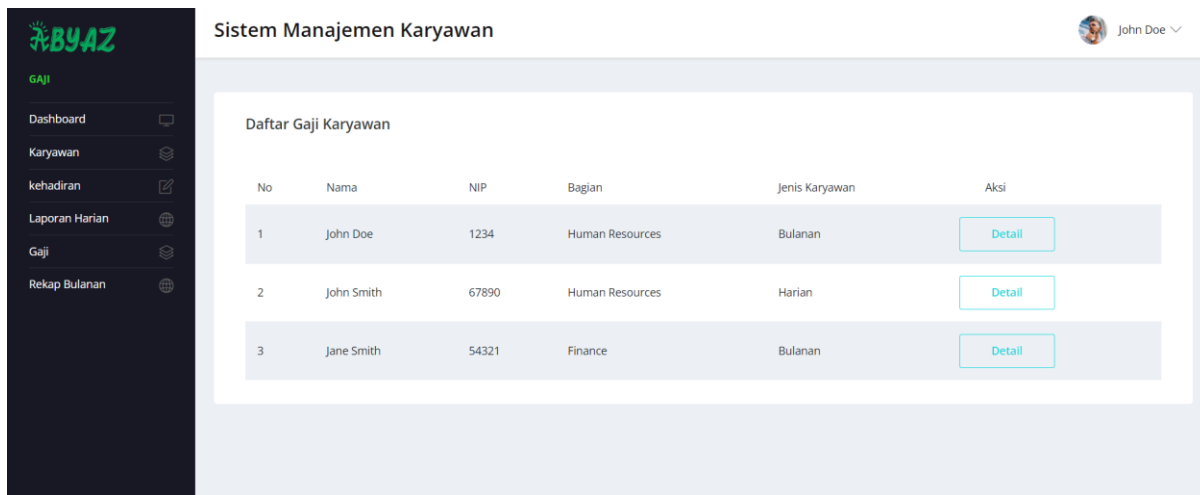 ABYAZ
Sistem Manajemen Karyawan
John Doe
GAJI
Dashboard
Karyawan
kehadiran
Laporan Harian
Gaji
Rekap Bulanan
Daftar Gaji Karyawan
No Nama NIP Bagian Jenis Karyawan Aksi
1 John Doe 1234 Human Resources Bulanan Detail
2 John Smith 67890 Human Resources Harian Detail
3 Jane Smith 54321 Finance Bulanan Detail